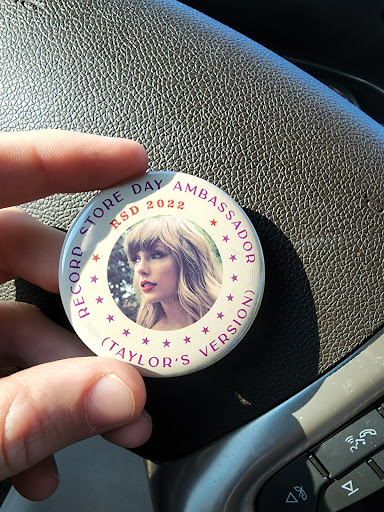 RECORD STORE DAY AMBASSADOR
RSD 2022
(TAYLOR'S VERSION)